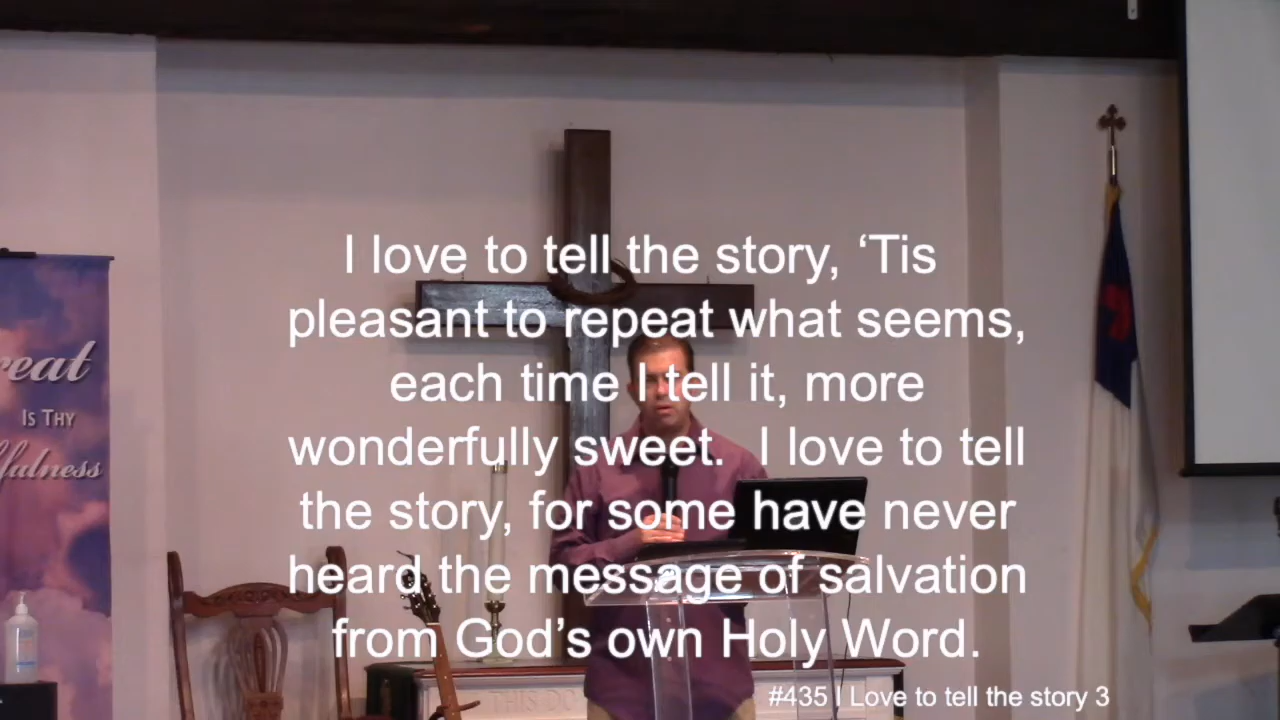 I love to tell the story, ‘Tis
pleasant to repeat what seems,
each time I tell it, more
wonderfully sweet. I love to tell
the story, for some have never
heard the message of salvation
from God’s own Holy Word.
#435 I Love to tell the story 3
reat
IS THY
fulness
THIS DO